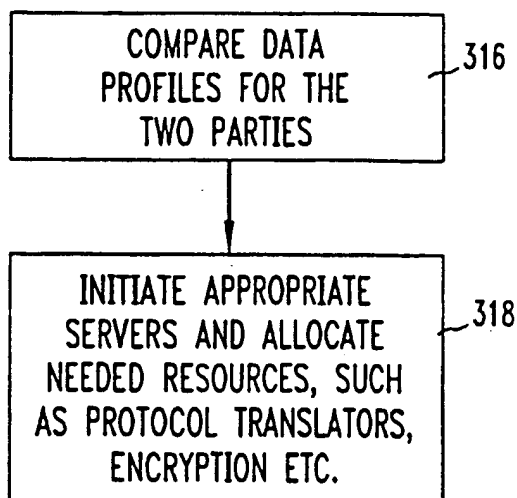 COMPARE DATA
PROFILES FOR THE
TWO PARTIES
316
INITIATE APPROPRIATE
SERVERS AND ALLOCATE
NEEDED RESOURCES, SUCH
AS PROTOCOL TRANSLATORS,
ENCRYPTION ETC.
318